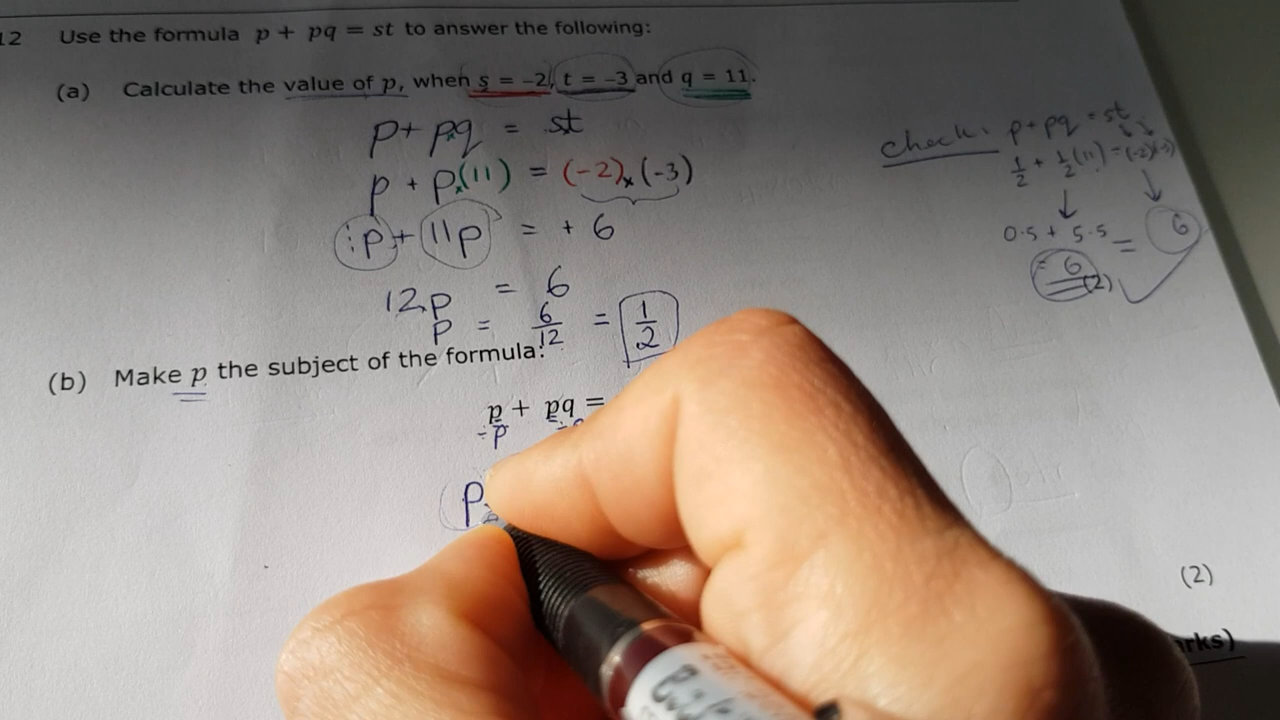 12 Use the formula p + pq = st to answer the following:
(a) Calculate the value of p, when s = -2, t = -3 and q = 11.
p + pq = st
p + p×(11) = (-2)×(-3)
p + 11p = + 6
12p = 6
p = 6/12 = 1/2
check: p + pq = st
1/2 + 1/2(11) = (-2)(-3)
0.5 + 5.5 = 6
= 6
(2)
(b) Make p the subject of the formula:
p + pq =
÷p
p
(2)
rks)